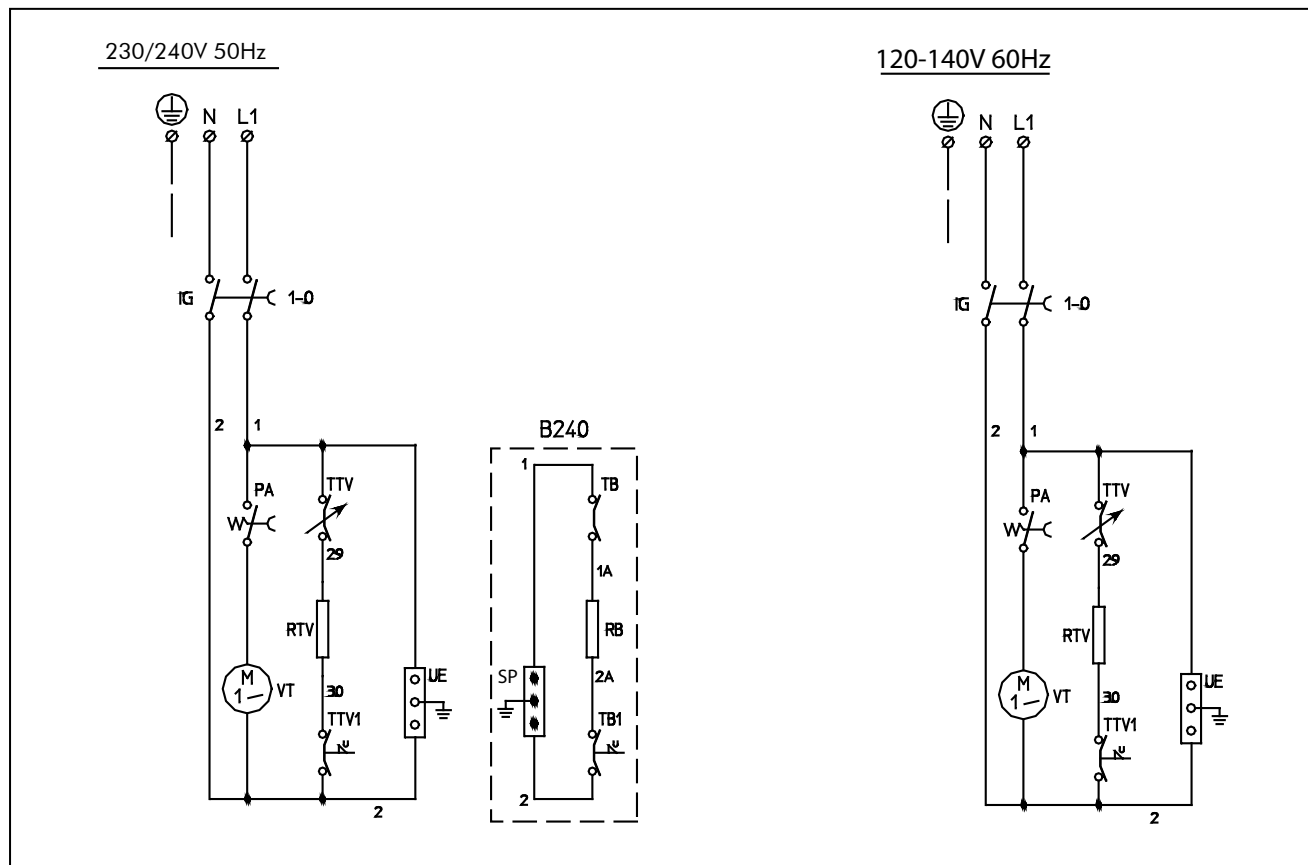 230/240V 50Hz
N L1
IG 1-0
2 1
PA TTV
29
RTV
M
1 VT
UE
30
TTV1
2
B240
1
TB
1A
RB
SP
2A
TB1
2
120-140V 60Hz
N L1
IG 1-0
2 1
PA TTV
29
RTV
M
1 VT
UE
30
TTV1
2